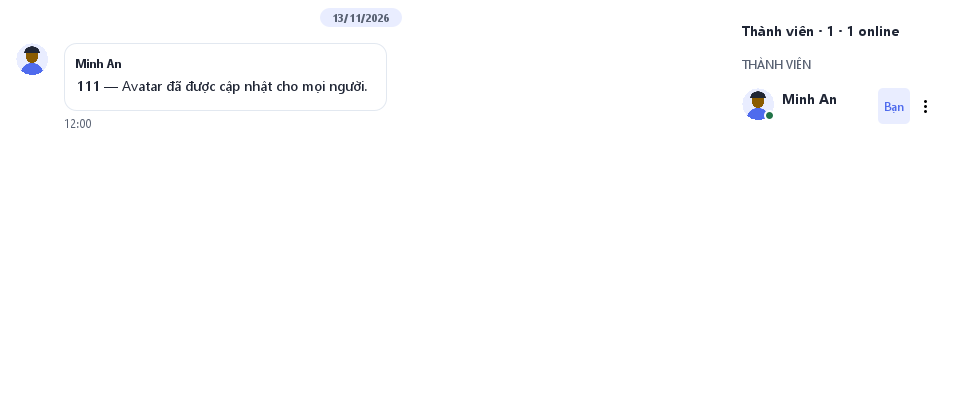 13/11/2026
Minh An
111 — Avatar đã được cập nhật cho mọi người.
12:00
Thành viên · 1 · 1 online
THÀNH VIÊN
Minh An
Bạn